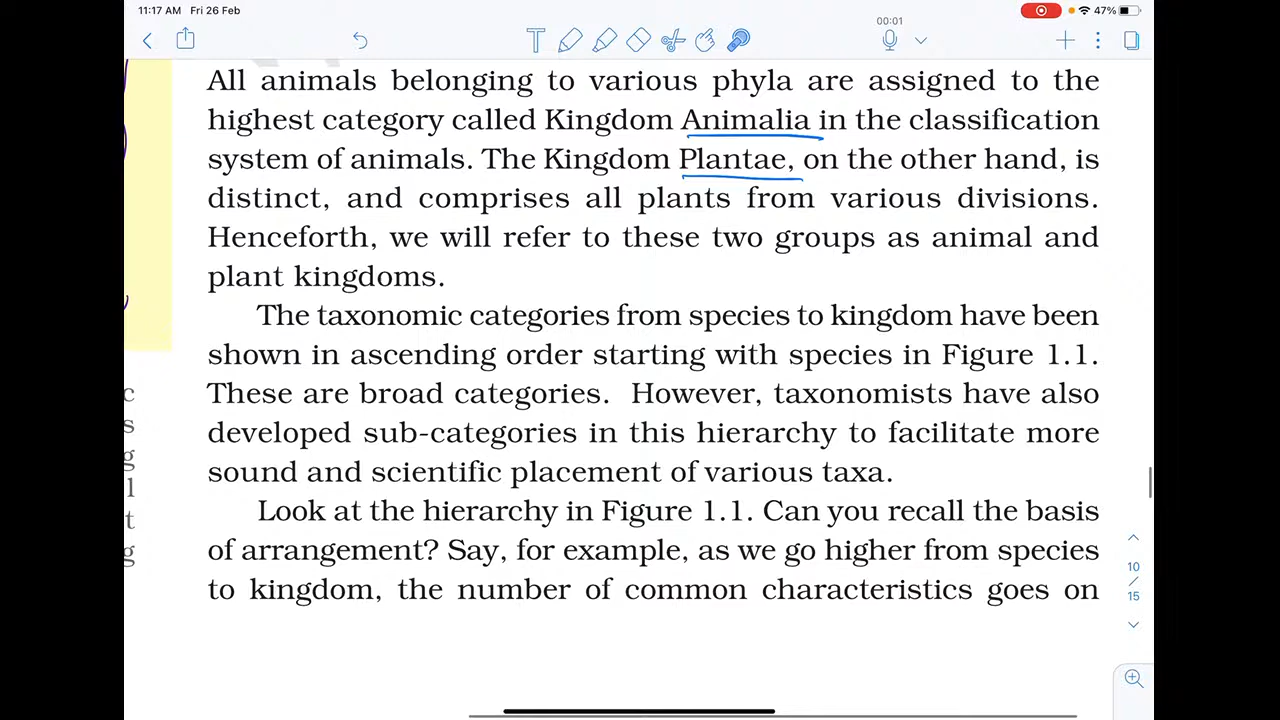 11:17 AM Fri 26 Feb
47%
00:01
T
All animals belonging to various phyla are assigned to the
highest category called Kingdom Animalia in the classification
system of animals. The Kingdom Plantae, on the other hand, is
distinct, and comprises all plants from various divisions.
Henceforth, we will refer to these two groups as animal and
plant kingdoms.
The taxonomic categories from species to kingdom have been
shown in ascending order starting with species in Figure 1.1.
These are broad categories. However, taxonomists have also
developed sub-categories in this hierarchy to facilitate more
sound and scientific placement of various taxa.
Look at the hierarchy in Figure 1.1. Can you recall the basis
of arrangement? Say, for example, as we go higher from species
to kingdom, the number of common characteristics goes on
c
s
g
l
t
g
10
/
15